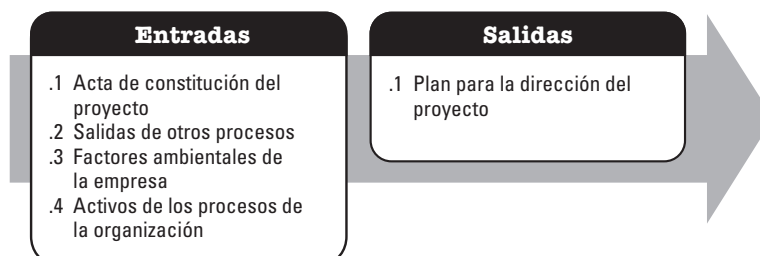 Entradas
.1 Acta de constitución del
proyecto
.2 Salidas de otros procesos
.3 Factores ambientales de
la empresa
.4 Activos de los procesos de
la organización
Salidas
.1 Plan para la dirección del
proyecto